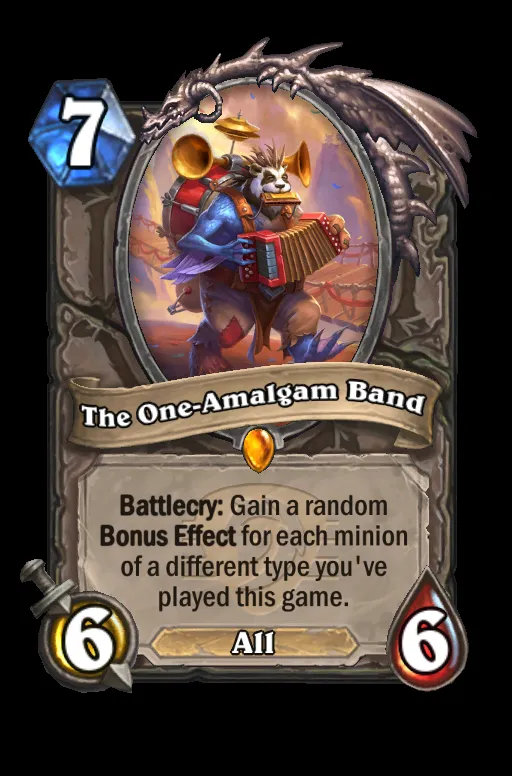 7
The One-Amalgam Band
Battlecry: Gain a random
Bonus Effect for each minion
of a different type you've
played this game.
6
All
6